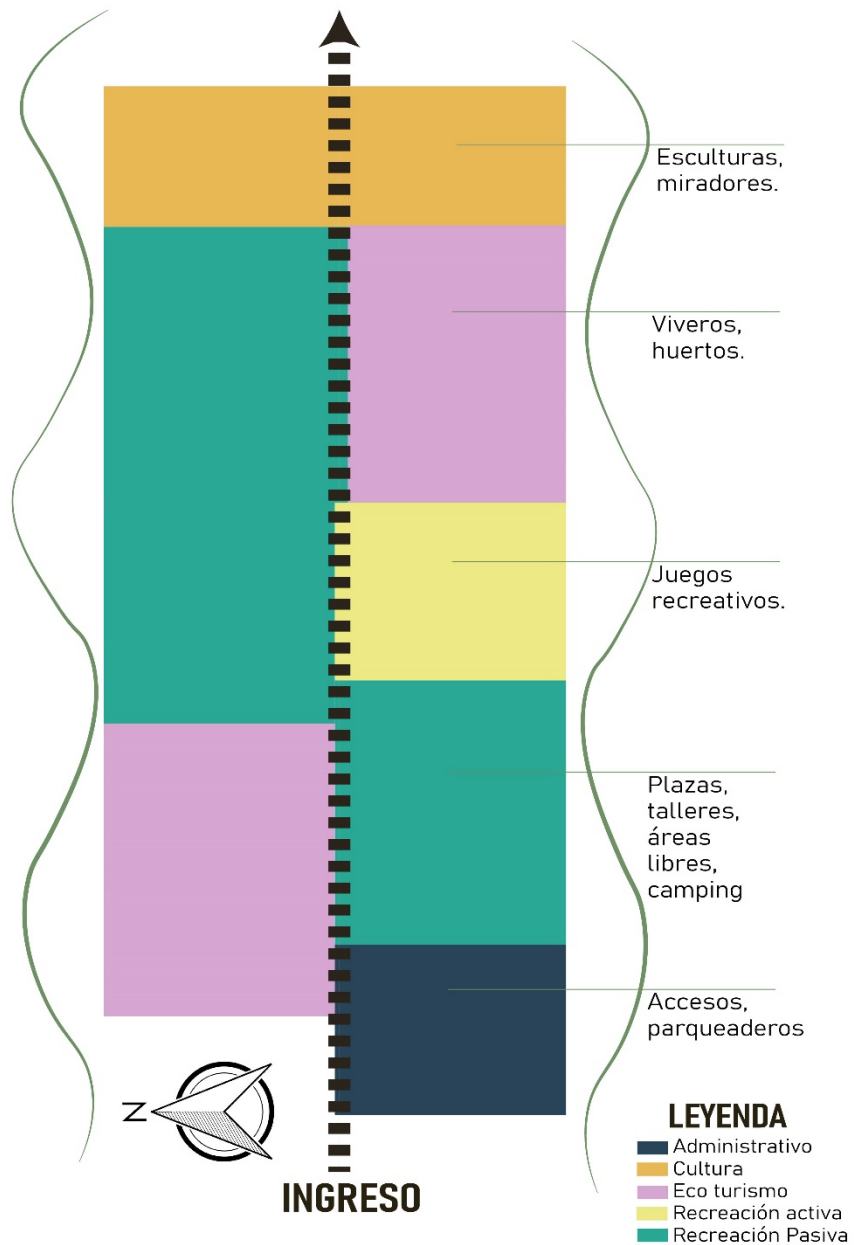 Esculturas,
miradores.
Viveros,
huertos.
Juegos
recreativos.
Plazas,
talleres,
áreas
libres,
camping
Accesos,
parqueaderos
N
INGRESO
LEYENDA
Administrativo
Cultura
Eco turismo
Recreación activa
Recreación Pasiva